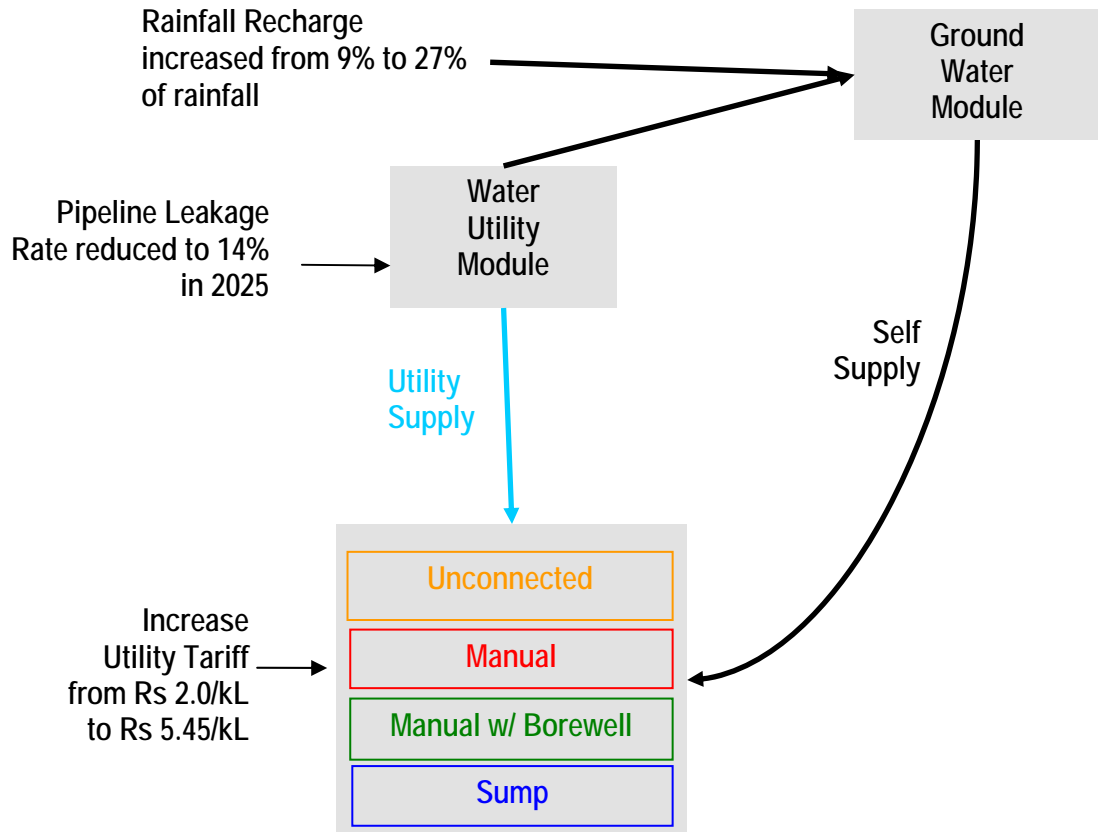 Rainfall Recharge
increased from 9% to 27%
of rainfall
Ground
Water
Module
Water
Utility
Module
Pipeline Leakage
Rate reduced to 14%
in 2025
Self
Supply
Utility
Supply
Unconnected
Increase
Utility Tariff
from Rs 2.0/kL
to Rs 5.45/kL
Manual
Manual w/ Borewell
Sump